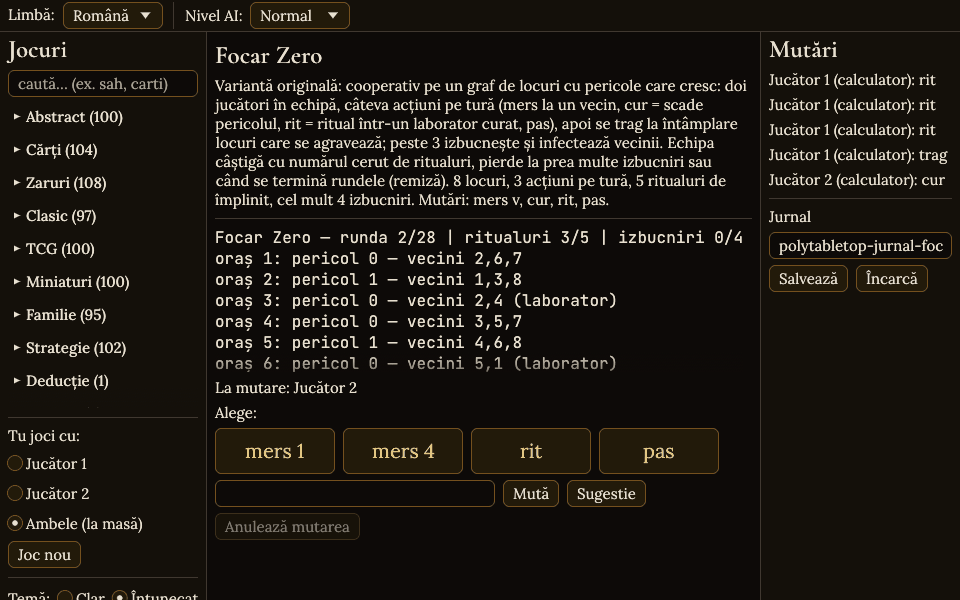 Limbă: Română ▼ Nivel AI: Normal ▼
Jocuri
caută... (ex. sah, carti)
▸ Abstract (100)
▸ Cărți (104)
▸ Zaruri (108)
▸ Clasic (97)
▸ TCG (100)
▸ Miniaturi (100)
▸ Familie (95)
▸ Strategie (102)
▸ Deducție (1)
Tu joci cu:
Jucător 1
Jucător 2
Ambele (la masă)
Joc nou
Temă: Clar Întunecat
Focar Zero
Variantă originală: cooperativ pe un graf de locuri cu pericole care cresc: doi
jucători în echipă, câteva acțiuni pe tură (mers la un vecin, cur = scade
pericolul, rit = ritual într-un laborator curat, pas), apoi se trag la întâmplare
locuri care se agravează; peste 3 izbucnește și infectează vecinii. Echipa
câștigă cu numărul cerut de ritualuri, pierde la prea multe izbucniri sau
când se termină rundele (remiză). 8 locuri, 3 acțiuni pe tură, 5 ritualuri de
împlinit, cel mult 4 izbucniri. Mutări: mers v, cur, rit, pas.
Focar Zero — runda 2/28 | ritualuri 3/5 | izbucniri 0/4
oraș 1: pericol 0 — vecini 2,6,7
oraș 2: pericol 1 — vecini 1,3,8
oraș 3: pericol 0 — vecini 2,4 (laborator)
oraș 4: pericol 0 — vecini 3,5,7
oraș 5: pericol 1 — vecini 4,6,8
oraș 6: pericol 0 — vecini 5,1 (laborator)
La mutare: Jucător 2
Alege:
mers 1 mers 4 rit pas
Mută Sugestie
Anulează mutarea
Mutări
Jucător 1 (calculator): rit
Jucător 1 (calculator): rit
Jucător 1 (calculator): rit
Jucător 1 (calculator): trag
Jucător 2 (calculator): cur
Jurnal
polytabletop-jurnal-foc
Salvează Încarcă